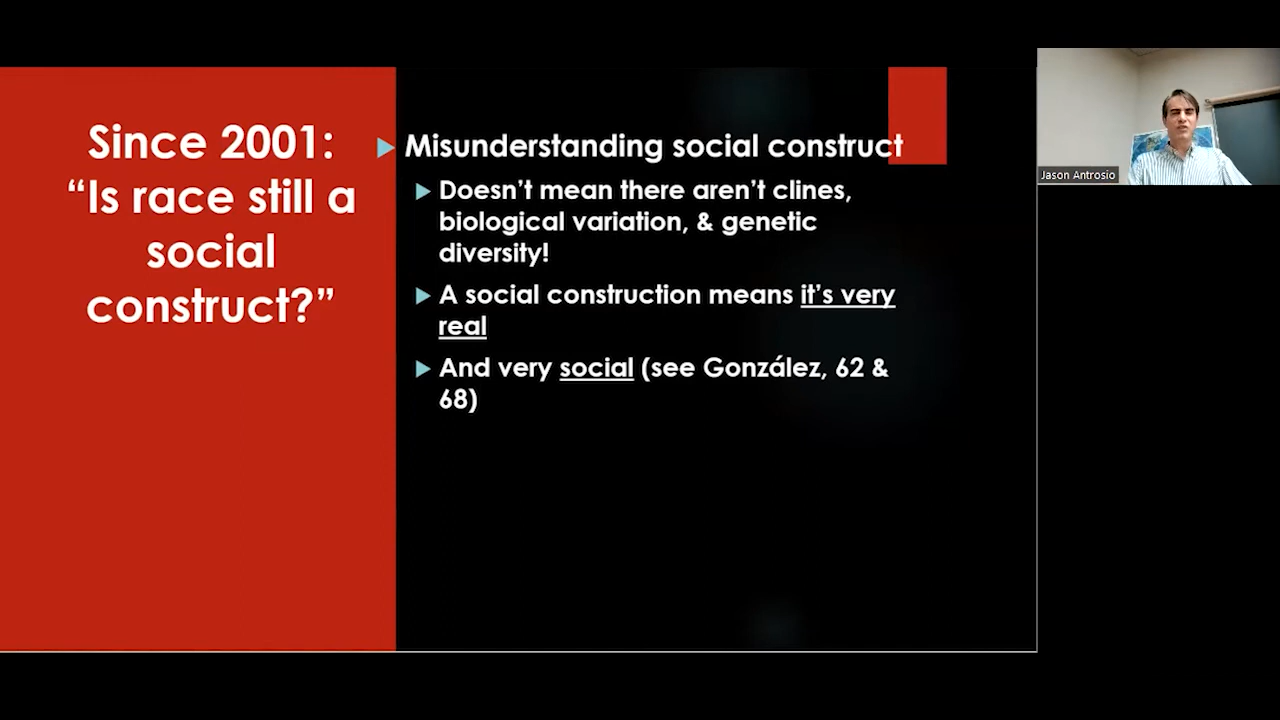 Since 2001:
“Is race still a
social
construct?”
Misunderstanding social construct
Doesn’t mean there aren’t clines,
biological variation, & genetic
diversity!
A social construction means it’s very
real
And very social (see González, 62 &
68)
Jason Antrosio